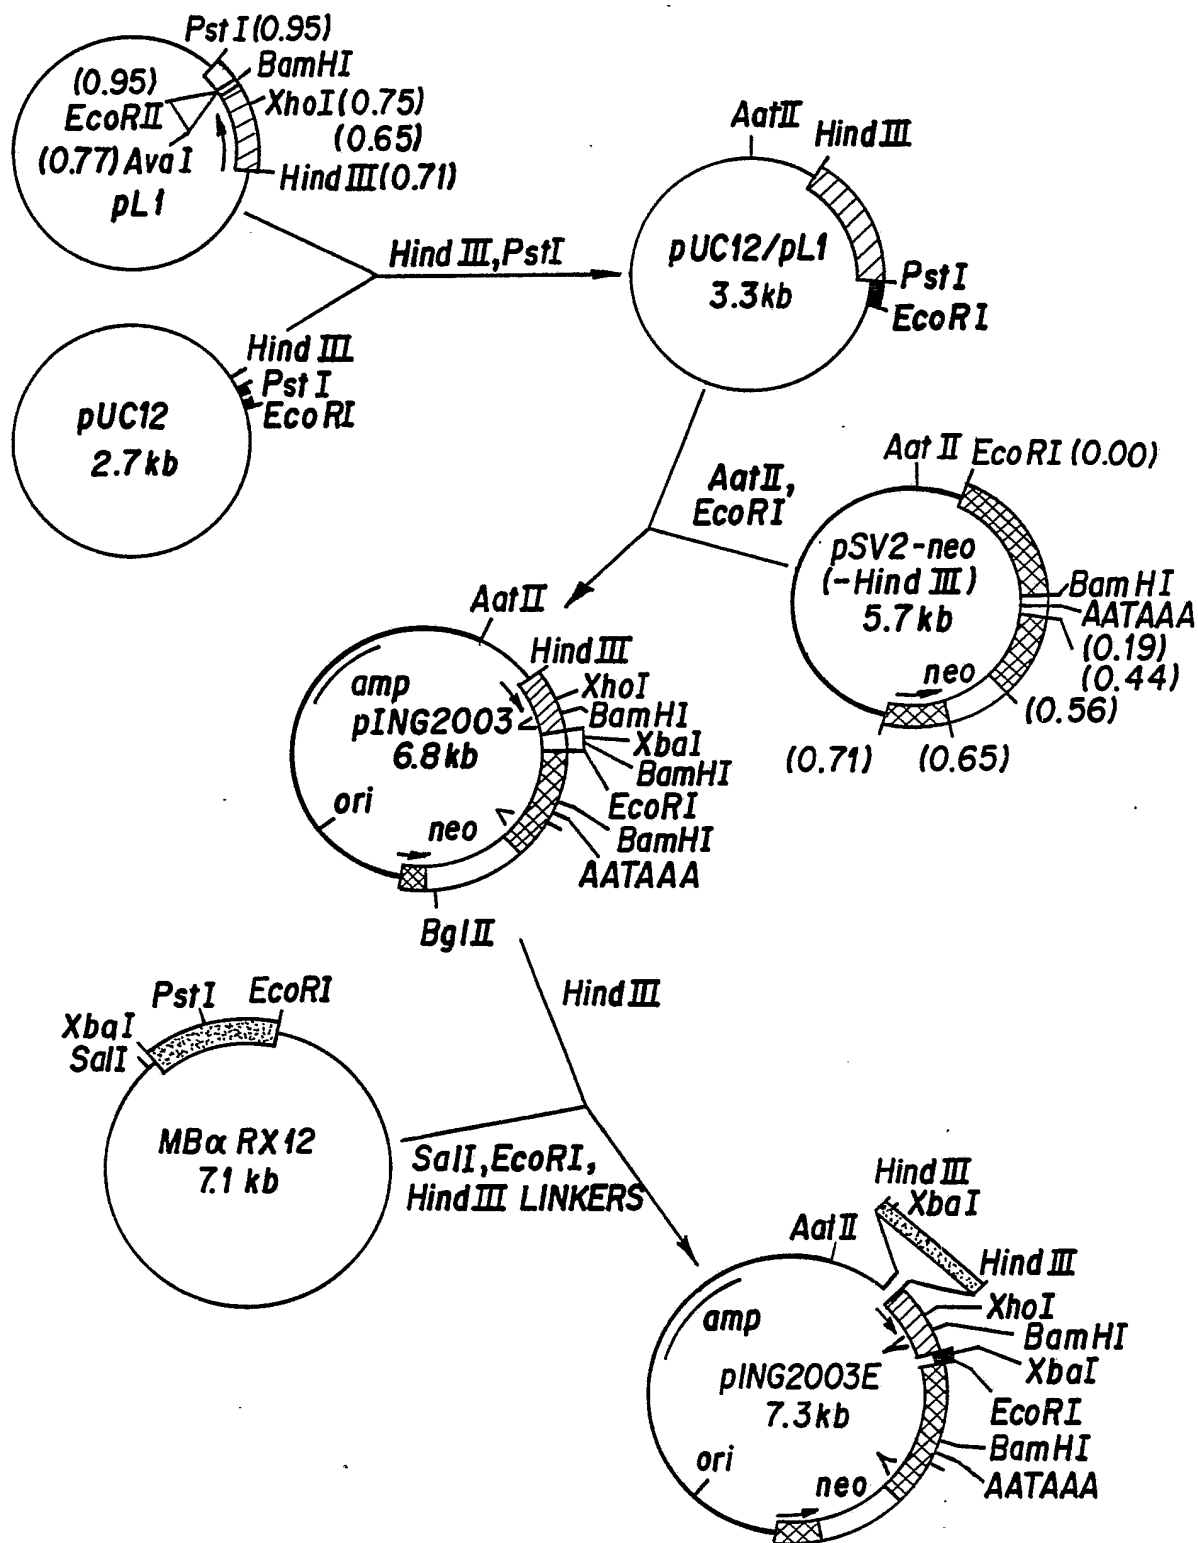 PstI (0.95)
BamHI
(0.95)
EcoRII
XhoI (0.75)
(0.65)
(0.77) AvaI
HindIII (0.71)
pL1
HindIII, PstI
AatII
HindIII
pUC12/pL1
3.3kb
PstI
EcoRI
HindIII
PstI
EcoRI
pUC12
2.7kb
AatII,
EcoRI
AatII
EcoRI (0.00)
pSV2-neo
(-HindIII)
5.7kb
BamHI
AATAAA
(0.19)
(0.44)
neo
(0.56)
(0.71)
(0.65)
AatII
HindIII
amp
XhoI
pING2003
BamHI
6.8kb
XbaI
BamHI
EcoRI
ori
neo
BamHI
AATAAA
BglII
HindIII
PstI
EcoRI
XbaI
SalI
MBα RX12
7.1 kb
SalI, EcoRI,
HindIII LINKERS
HindIII
XbaI
AatII
HindIII
XhoI
amp
BamHI
XbaI
pING2003E
7.3kb
EcoRI
BamHI
ori
neo
AATAAA